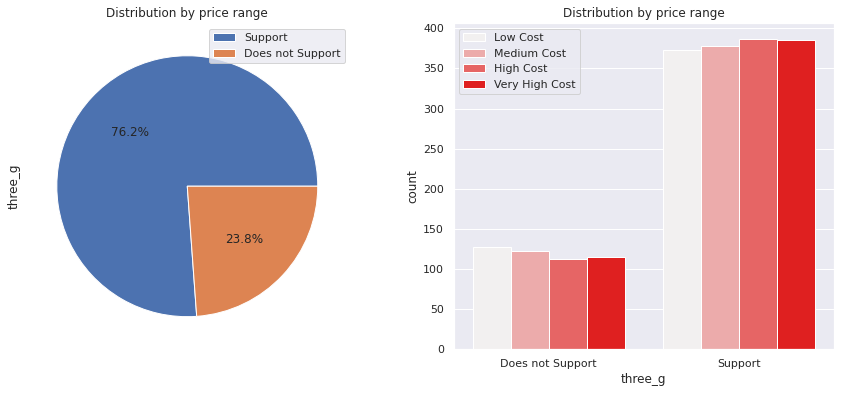 Distribution by price range
Support
Does not Support
76.2%
23.8%
three_g
Distribution by price range
Low Cost
Medium Cost
High Cost
Very High Cost
400
350
300
250
200
150
100
50
0
count
Does not Support
Support
three_g